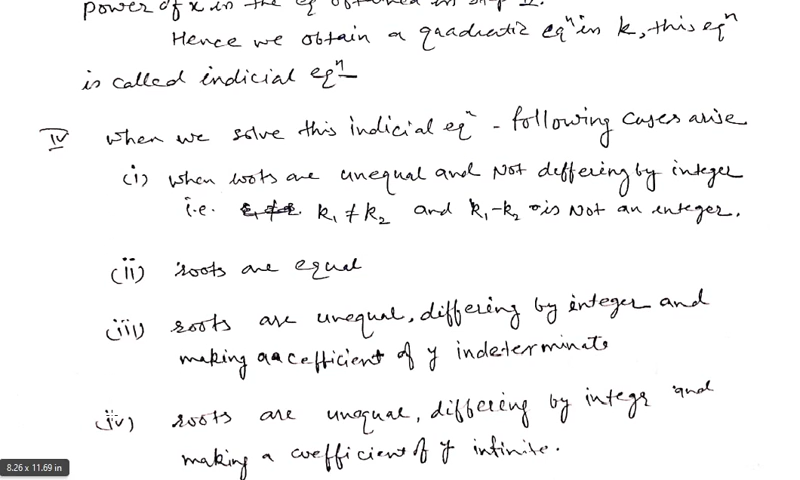 power of x in the eqn obtained in step II.
Hence we obtain a quadratic eqn in k, this eqn
is called indicial eqn
IV when we solve this indicial eqn - following cases arise
(i) when roots are unequal and Not differing by integer
i.e. k1 ≠ k2 and k1-k2 is Not an integer.
(ii) roots are equal
(iii) roots are unequal, differing by integer and
making a cefficient of y indeterminate
(iv) roots are unequal, differing by integr and
making a coefficient of y infinite.
8.26 x 11.69 in